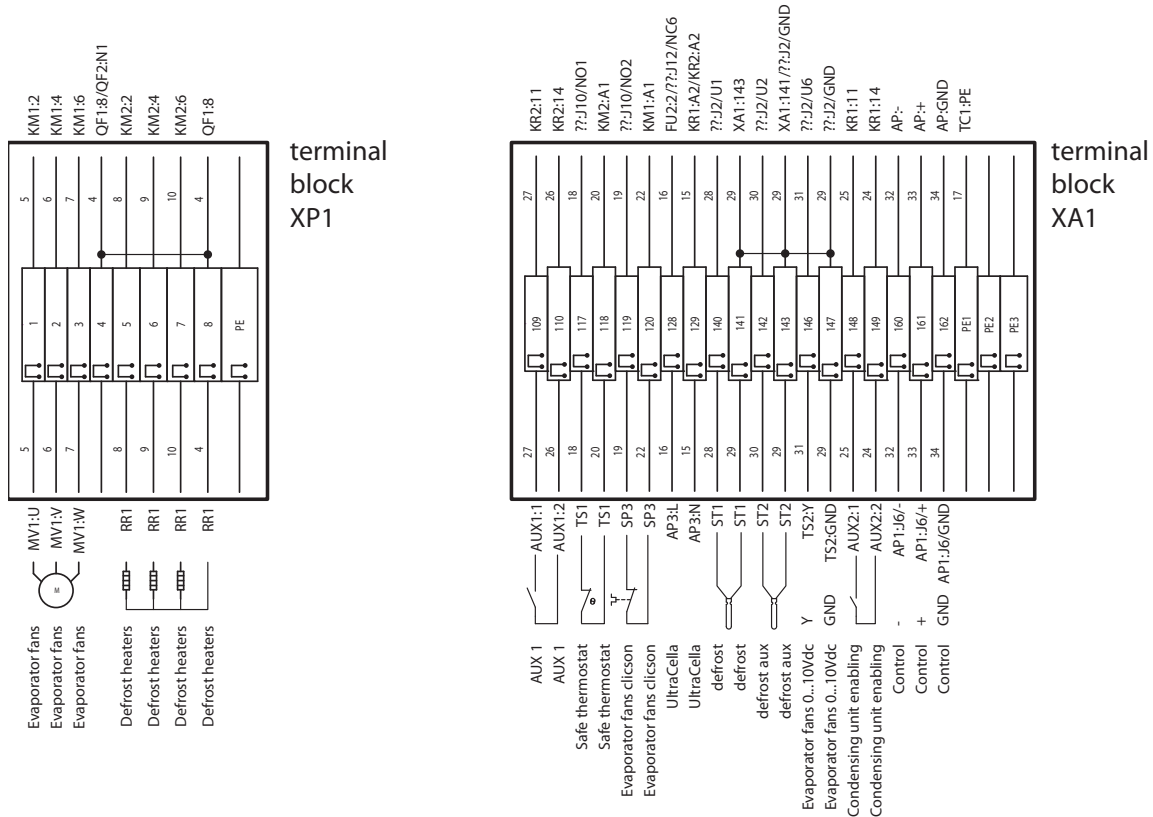 KM1:2
KM1:4
KM1:6
QF1:8/QF2:N1
KM2:2
KM2:4
KM2:6
QF1:8
5
6
7
4
8
9
10
4
1
2
3
4
5
6
7
8
PE
5
6
7
8
9
10
4
MV1:U
MV1:V
MV1:W
RR1
RR1
RR1
RR1
M
Evaporator fans
Evaporator fans
Evaporator fans
Defrost heaters
Defrost heaters
Defrost heaters
Defrost heaters
terminal
block
XP1
KR2:11
KR2:14
??:J10/NO1
KM2:A1
??:J10/NO2
KM1:A1
FU2:2/??:J12/NC6
KR1:A2/KR2:A2
??:J2/U1
XA1:143
??:J2/U2
XA1:141/??:J2/GND
??:J2/U6
??:J2/GND
KR1:11
KR1:14
AP:-
AP:+
AP:GND
TC1:PE
27
26
18
20
19
22
16
15
28
29
30
29
31
29
25
24
32
33
34
17
109
110
117
118
119
120
128
129
140
141
142
143
146
147
148
149
160
161
162
PE1
PE2
PE3
27
26
18
20
19
22
16
15
28
29
30
29
31
29
25
24
32
33
34
AUX1:1
AUX1:2
TS1
TS1
SP3
SP3
AP3:L
AP3:N
ST1
ST1
ST2
ST2
TS2:Y
TS2:GND
AUX2:1
AUX2:2
AP1:J6/-
AP1:J6/+
AP1:J6/GND
θ
Y
GND
-
+
GND
AUX 1
AUX 1
Safe thermostat
Safe thermostat
Evaporator fans clicson
Evaporator fans clicson
UltraCella
UltraCella
defrost
defrost
defrost aux
defrost aux
Evaporator fans 0...10Vdc
Evaporator fans 0...10Vdc
Condensing unit enabling
Condensing unit enabling
Control
Control
Control
terminal
block
XA1